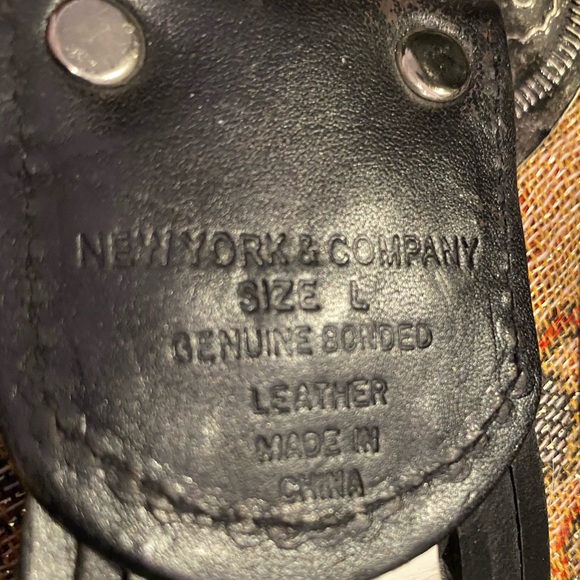 NEW YORK & COMPANY
SIZE L
GENUINE BONDED
LEATHER
MADE IN
CHINA